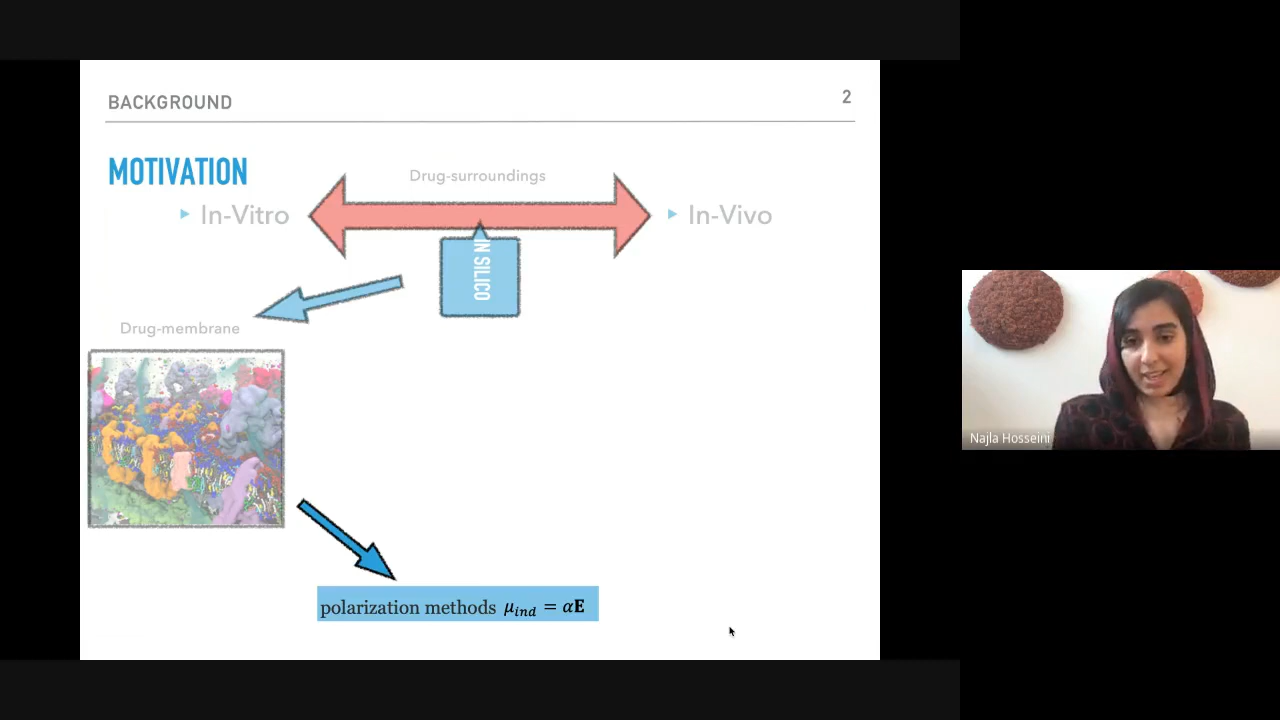 BACKGROUND
2
MOTIVATION
Drug-surroundings
In-Vitro
In-Vivo
IN SILICO
Drug-membrane
polarization methods μ_ind = αE
Najla Hosseini